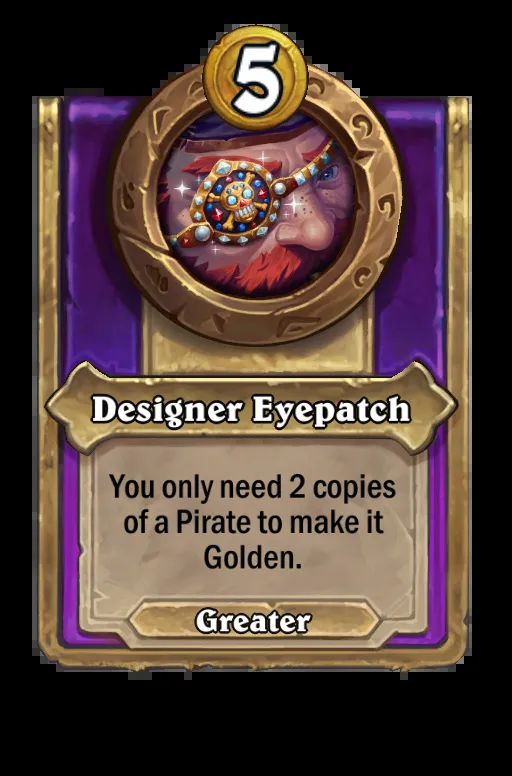 5
Designer Eyepatch
You only need 2 copies
of a Pirate to make it
Golden.
Greater